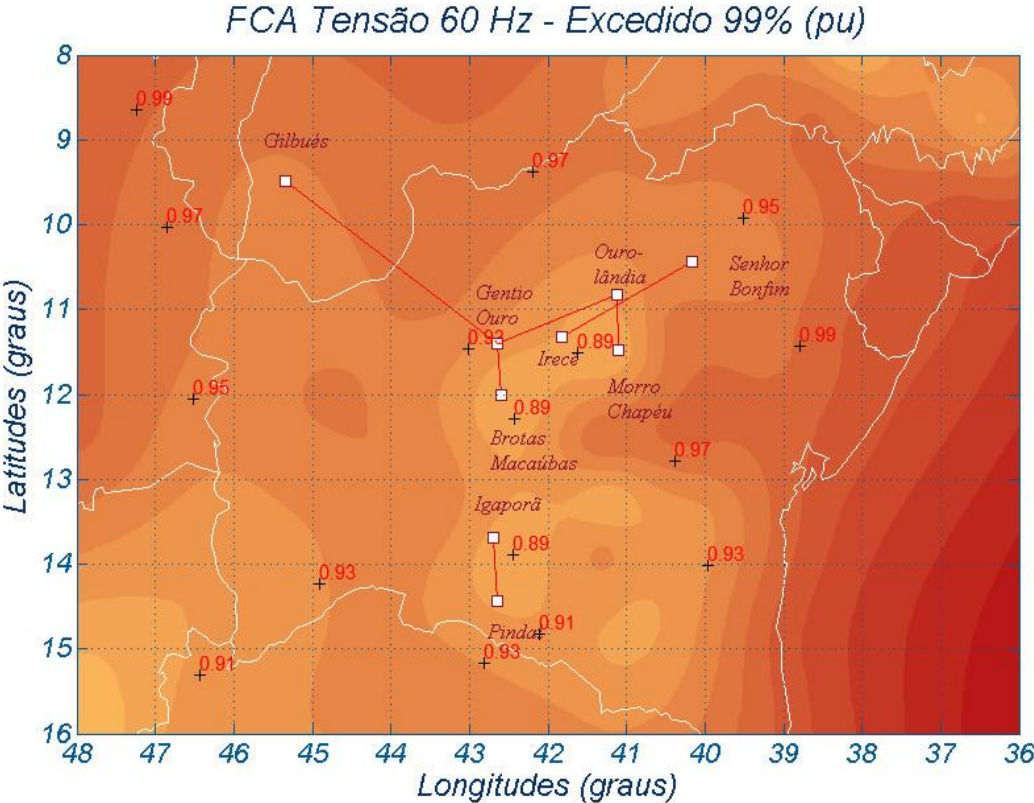 FCA Tensão 60 Hz - Excedido 99% (pu)
8
0.99
9
Gilbués
0.97
0.97
0.95
10
Ouro-
lândia
Senhor
Bonfim
11
Gentio
Ouro
0.93
0.89
0.99
Irecê
12
0.95
Morro
Chapéu
0.89
Brotas
Macaúbas
0.97
13
Igaporã
0.89
14
0.93
0.93
Pindaí
0.91
15
0.91
0.93
16
48 47 46 45 44 43 42 41 40 39 38 37 36
Latitudes (graus)
Longitudes (graus)